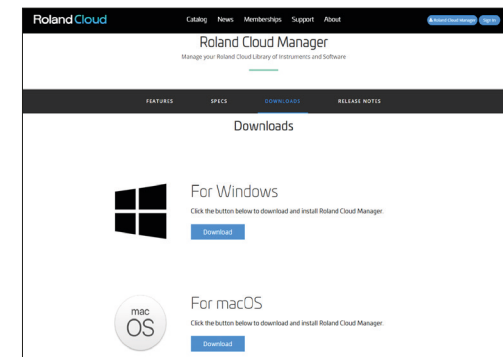 Roland Cloud
Catalog News Memberships Support About
Roland Cloud Manager Sign In
Roland Cloud Manager
Manage your Roland Cloud Library of Instruments and Software
FEATURES SPECS DOWNLOADS RELEASE NOTES
Downloads
For Windows
Click the button below to download and install Roland Cloud Manager.
Download
mac
OS
For macOS
Click the button below to download and install Roland Cloud Manager.
Download